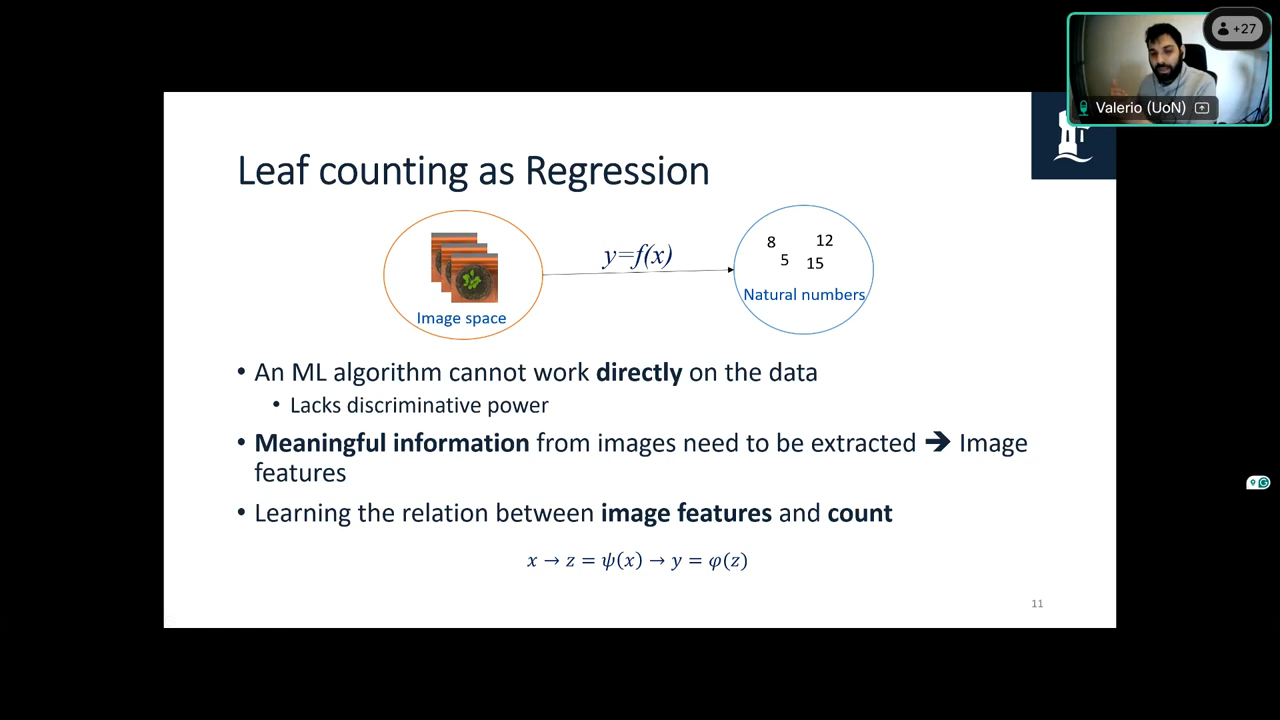 +27
Valerio (UoN)
Leaf counting as Regression
y=f(x)
8
12
5
15
Natural numbers
Image space
• An ML algorithm cannot work directly on the data
• Lacks discriminative power
• Meaningful information from images need to be extracted ➔ Image
features
• Learning the relation between image features and count
x → z = ψ(x) → y = φ(z)
11